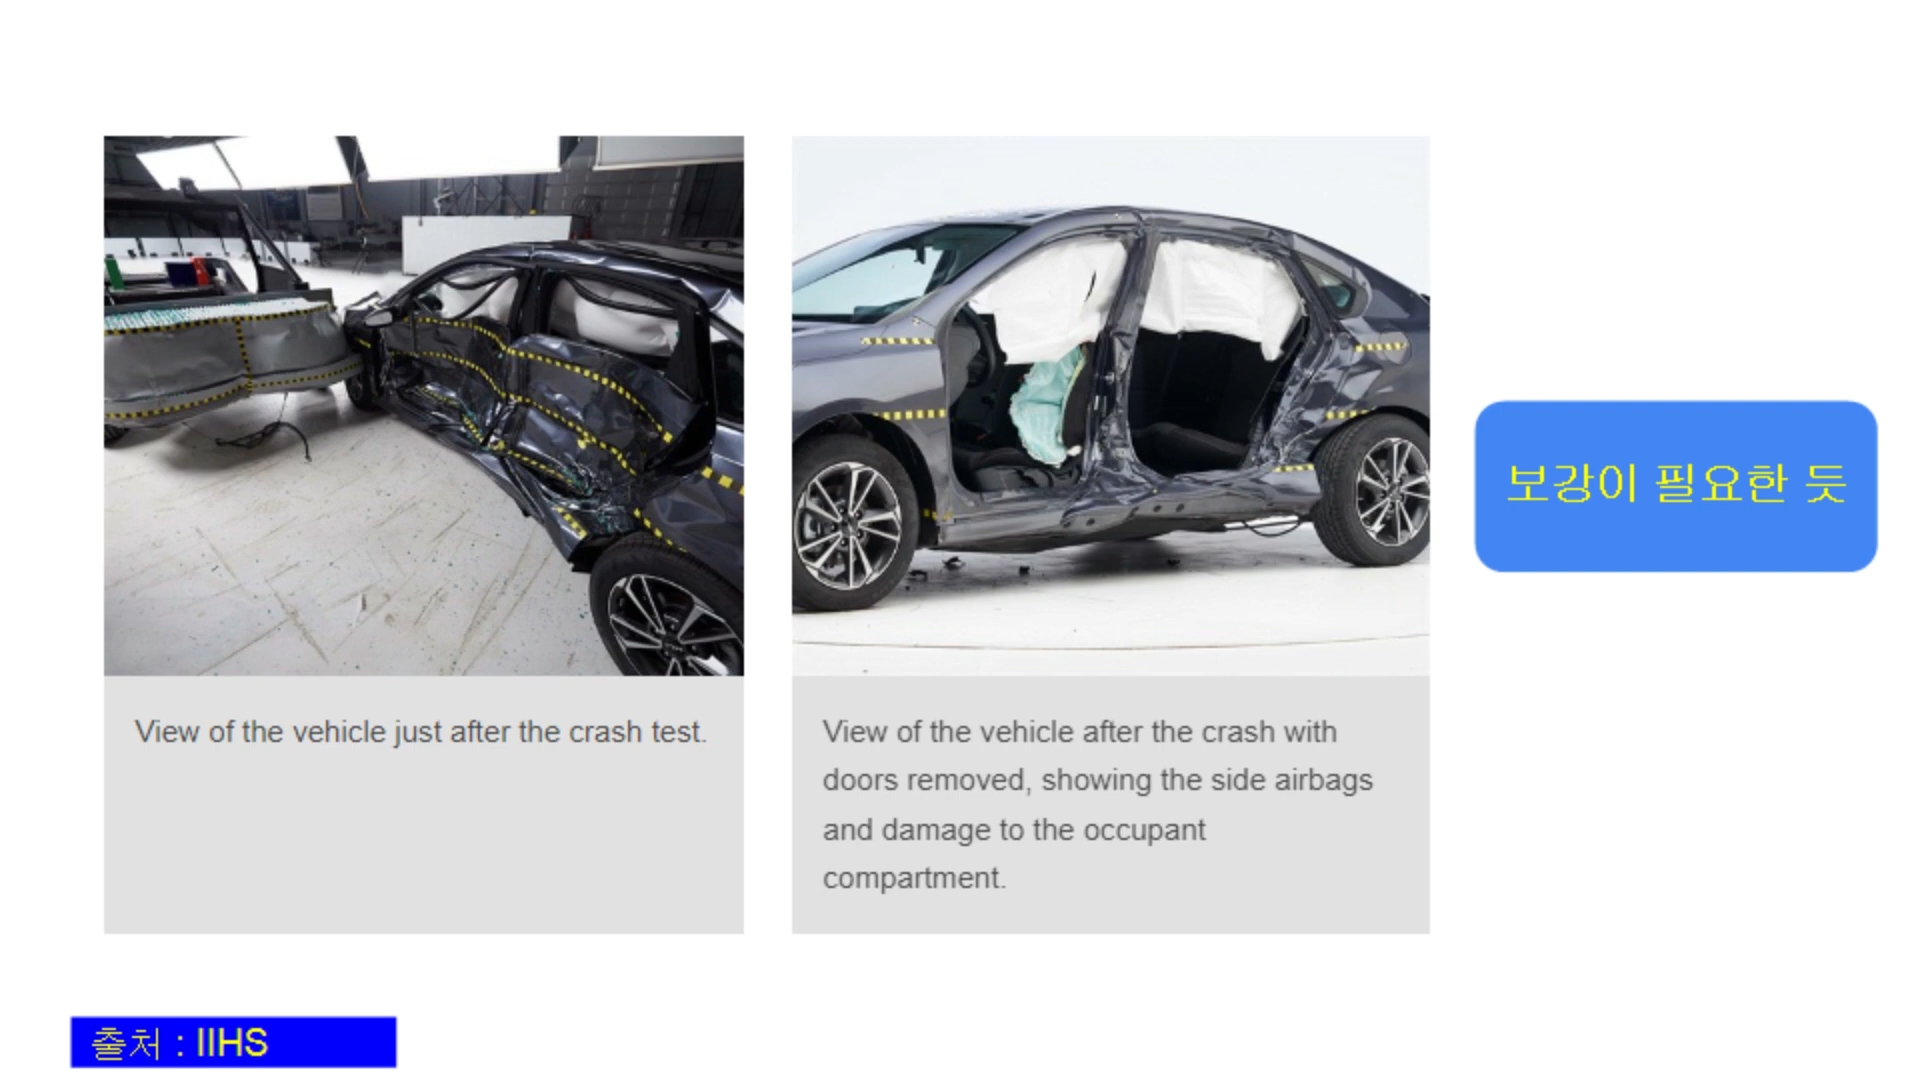 보강이 필요한 듯
View of the vehicle just after the crash test.
View of the vehicle after the crash with
doors removed, showing the side airbags
and damage to the occupant
compartment.
출처 : IIHS